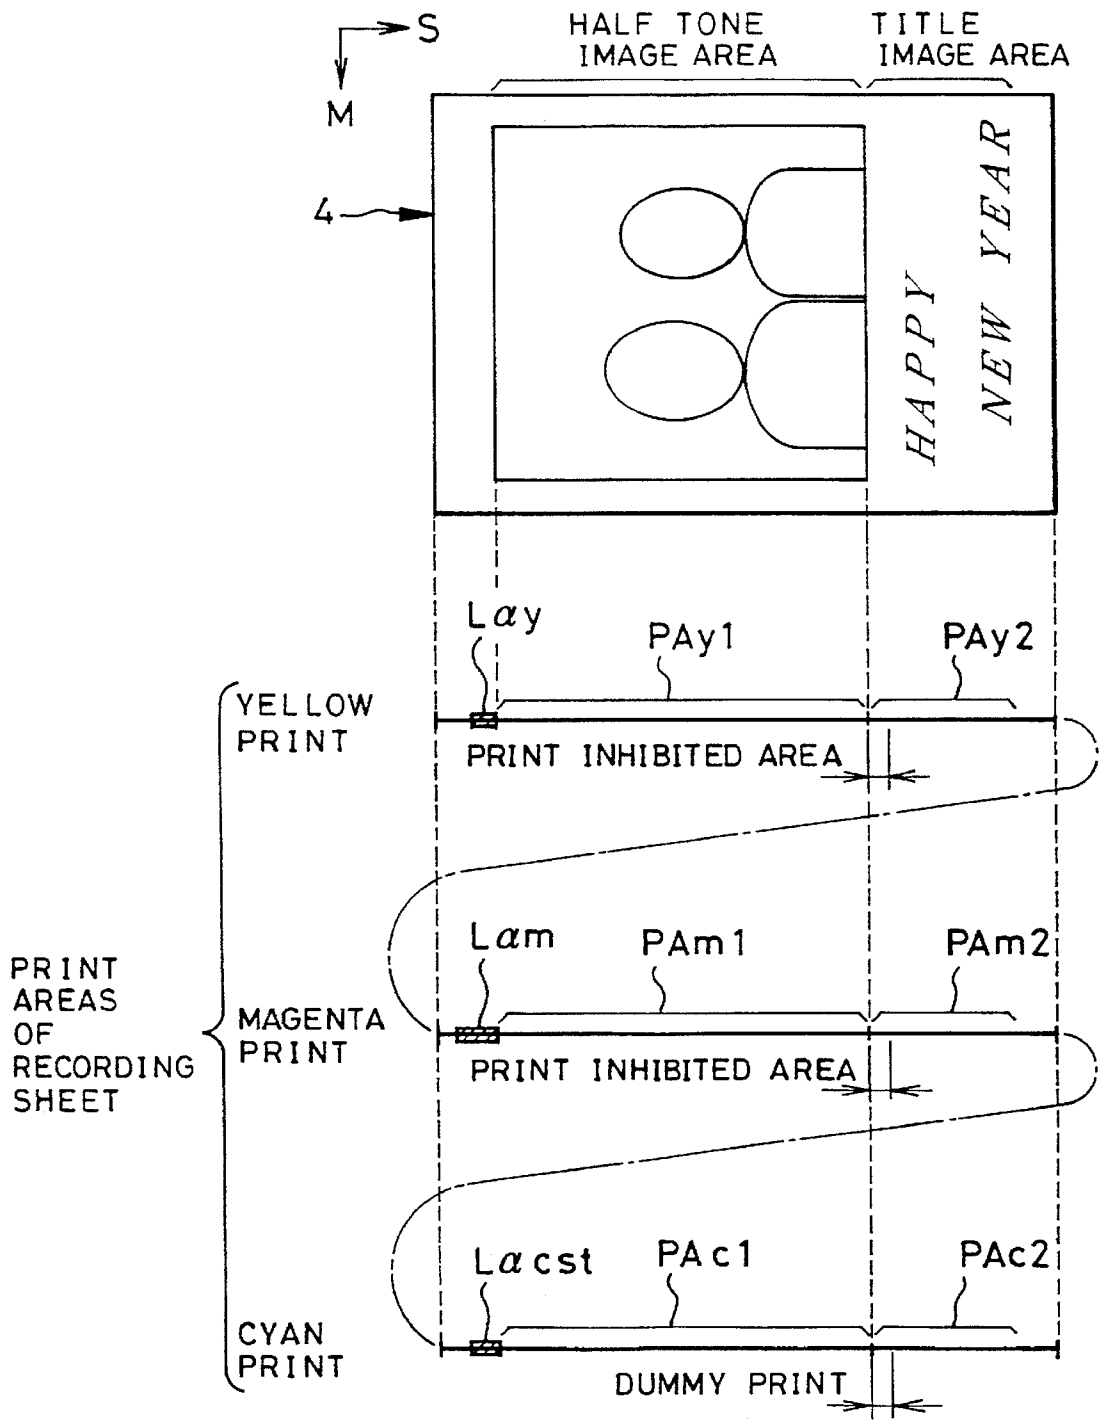 S
M
HALF TONE
IMAGE AREA
TITLE
IMAGE AREA
4
HAPPY
NEW YEAR
Lαy
PAy1
PAy2
YELLOW
PRINT
PRINT INHIBITED AREA
Lαm
PAm1
PAm2
PRINT
AREAS
OF
RECORDING
SHEET
MAGENTA
PRINT
PRINT INHIBITED AREA
Lαcst
PAc1
PAc2
CYAN
PRINT
DUMMY PRINT